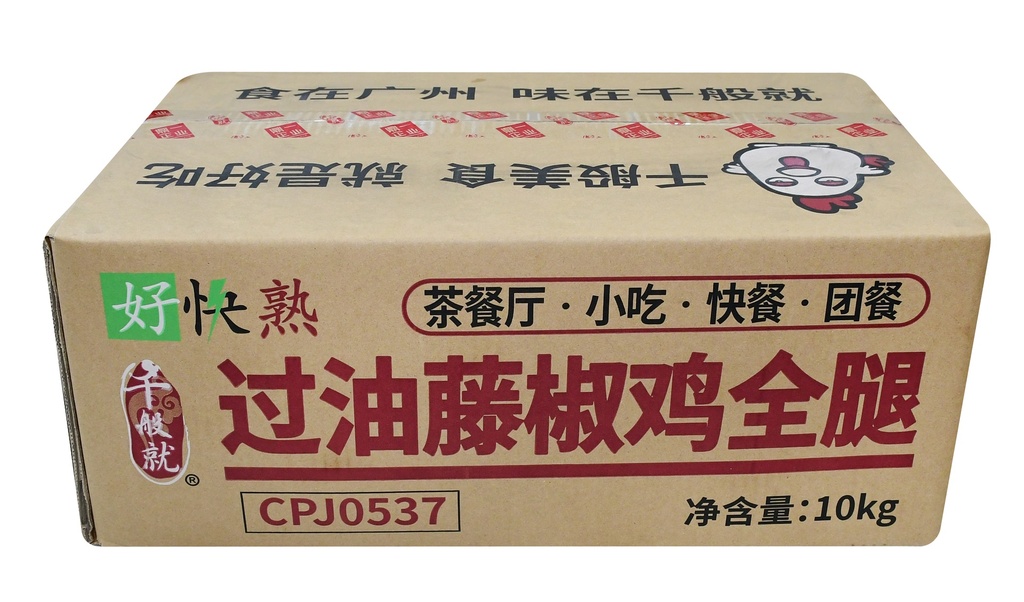 食在广州 味在千般就
千般美食 就是好吃
好快熟
茶餐厅·小吃·快餐·团餐
千般就®
过油藤椒鸡全腿
CPJ0537
净含量:10kg